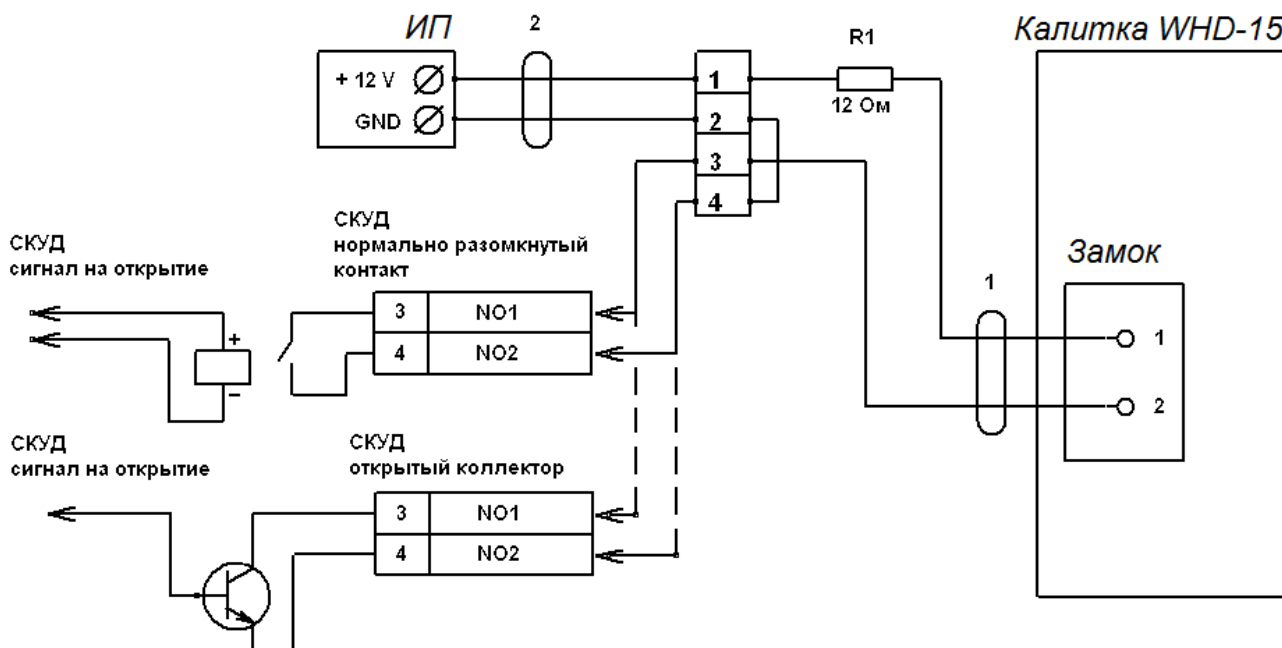 ИП
2
R1
Калитка WHD-15
+ 12 V
GND
1
2
3
4
12 Ом
СКУД
сигнал на открытие
СКУД
нормально разомкнутый
контакт
3 NO1
4 NO2
+
−
Замок
1
1
2
СКУД
сигнал на открытие
СКУД
открытый коллектор
3 NO1
4 NO2